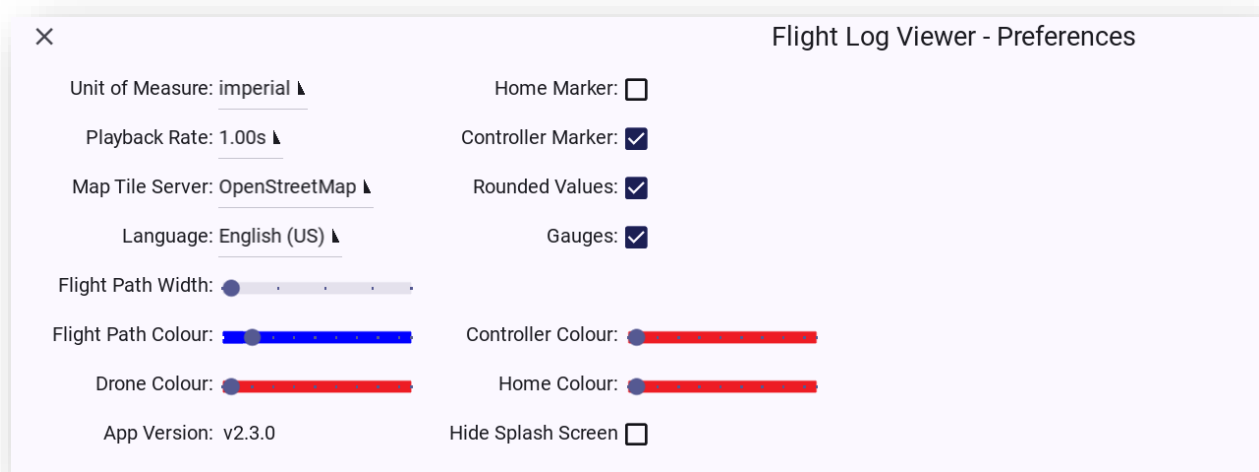 Flight Log Viewer - Preferences
Unit of Measure: imperial Home Marker:
Playback Rate: 1.00s Controller Marker:
Map Tile Server: OpenStreetMap Rounded Values:
Language: English (US) Gauges:
Flight Path Width:
Flight Path Colour: Controller Colour:
Drone Colour: Home Colour:
App Version: v2.3.0 Hide Splash Screen